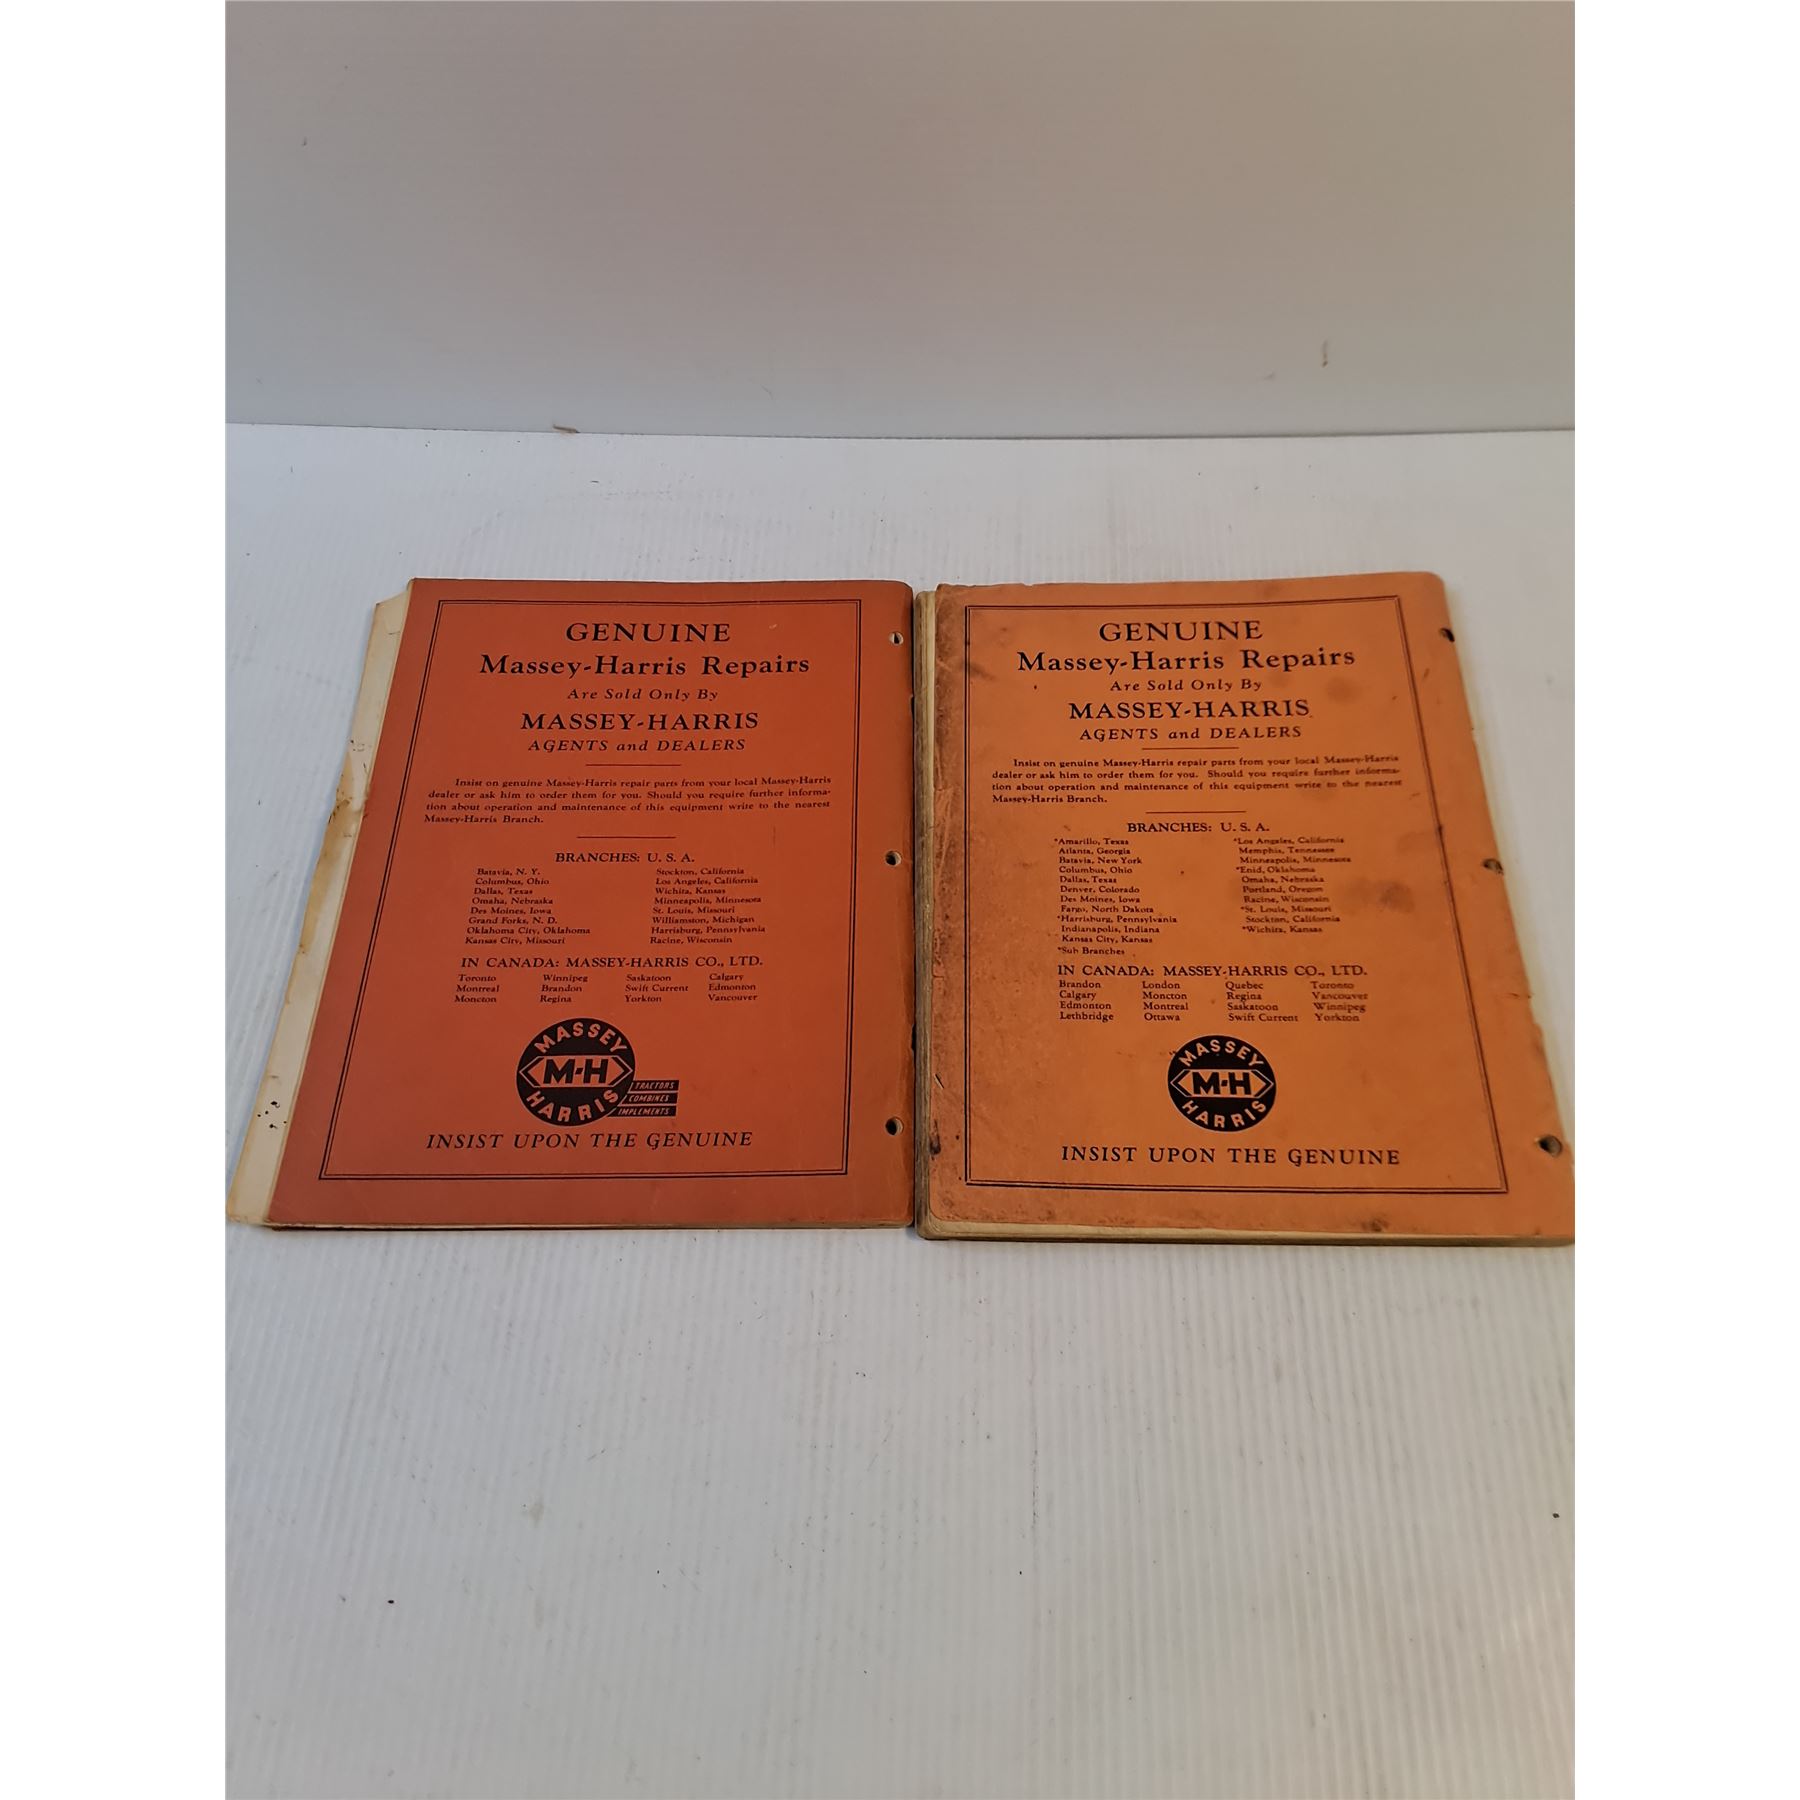 GENUINE
Massey-Harris Repairs
Are Sold Only By
MASSEY-HARRIS
AGENTS and DEALERS
Insist on genuine Massey-Harris repair parts from your local Massey-Harris
dealer or ask him to order them for you. Should you require further informa-
tion about operation and maintenance of this equipment write to the nearest
Massey-Harris Branch.
BRANCHES: U. S. A.
Batavia, N. Y. Stockton, California
Columbus, Ohio Los Angeles, California
Dallas, Texas Wichita, Kansas
Omaha, Nebraska Minneapolis, Minnesota
Des Moines, Iowa St. Louis, Missouri
Grand Forks, N. D. Williamston, Michigan
Oklahoma City, Oklahoma Harrisburg, Pennsylvania
Kansas City, Missouri Racine, Wisconsin
IN CANADA: MASSEY-HARRIS CO., LTD.
Toronto Winnipeg Saskatoon Calgary
Montreal Brandon Swift Current Edmonton
Moncton Regina Yorkton Vancouver
MASSEY
M-H
HARRIS
TRACTORS
COMBINES
IMPLEMENTS
INSIST UPON THE GENUINE
GENUINE
Massey-Harris Repairs
Are Sold Only By
MASSEY-HARRIS
AGENTS and DEALERS
Insist on genuine Massey-Harris repair parts from your local Massey-Harris
dealer or ask him to order them for you. Should you require further informa-
tion about operation and maintenance of this equipment write to the nearest
Massey-Harris Branch.
BRANCHES: U. S. A.
*Amarillo, Texas *Los Angeles, California
Atlanta, Georgia Memphis, Tennessee
Batavia, New York Minneapolis, Minnesota
Columbus, Ohio *Enid, Oklahoma
Dallas, Texas Omaha, Nebraska
Denver, Colorado Portland, Oregon
Des Moines, Iowa Racine, Wisconsin
Fargo, North Dakota *St. Louis, Missouri
*Harrisburg, Pennsylvania Stockton, California
Indianapolis, Indiana *Wichita, Kansas
Kansas City, Kansas
*Sub Branches
IN CANADA: MASSEY-HARRIS CO., LTD.
Brandon London Quebec Toronto
Calgary Moncton Regina Vancouver
Edmonton Montreal Saskatoon Winnipeg
Lethbridge Ottawa Swift Current Yorkton
MASSEY
M-H
HARRIS
INSIST UPON THE GENUINE